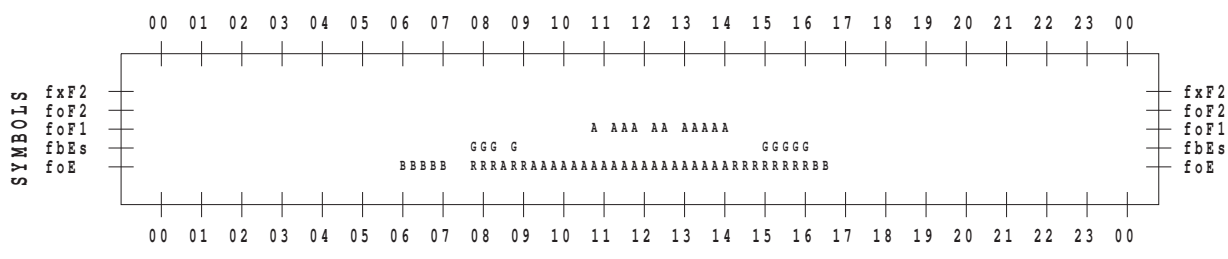 00 01 02 03 04 05 06 07 08 09 10 11 12 13 14 15 16 17 18 19 20 21 22 23 00
SYMBOLS
fxF2 fxF2
foF2 foF2
foF1 A AAA AA AAAAA foF1
fbEs GGG G GGGGG fbEs
foE BBBBB RRRARRAAAAAAAAAAAAAAAAAAAARRRRRRRRBB foE
00 01 02 03 04 05 06 07 08 09 10 11 12 13 14 15 16 17 18 19 20 21 22 23 00